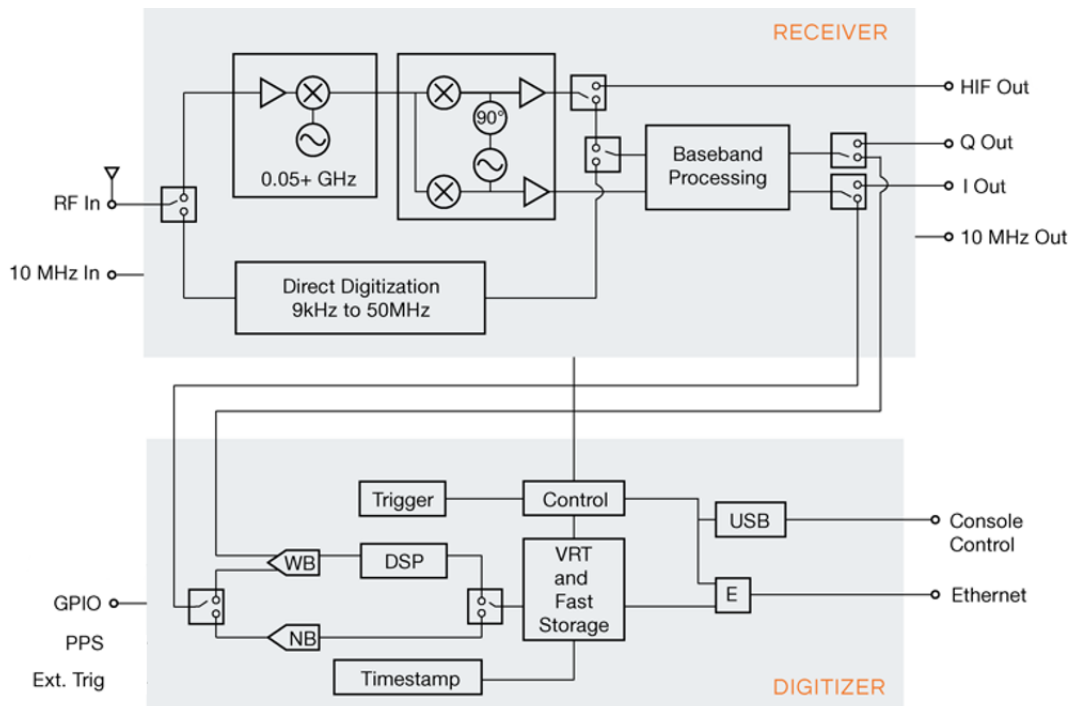 RECEIVER
HIF Out
90°
Q Out
Baseband
Processing
0.05+ GHz
I Out
RF In
10 MHz Out
10 MHz In
Direct Digitization
9kHz to 50MHz
Trigger
Control
USB
Console
Control
WB
DSP
VRT
and
Fast
Storage
E
Ethernet
GPIO
NB
PPS
Ext. Trig
Timestamp
DIGITIZER